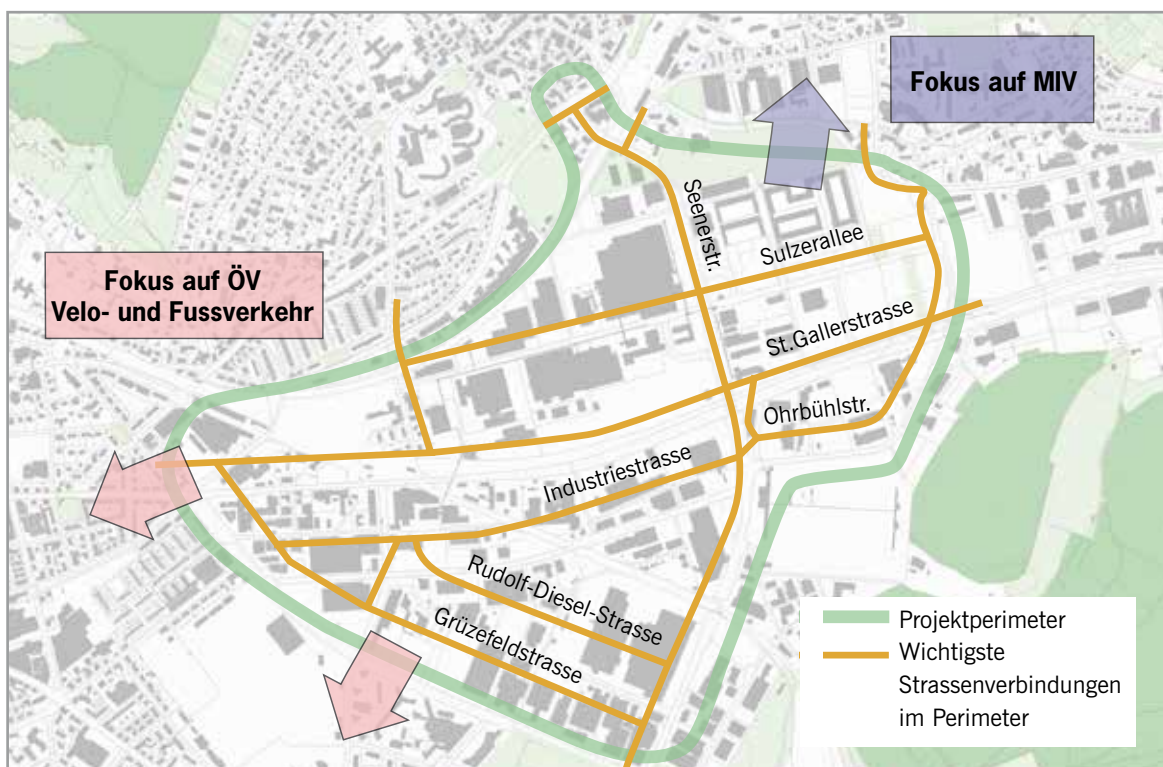 Fokus auf MIV
Fokus auf ÖV
Velo- und Fussverkehr
Seenerstr.
Sulzerallee
St.Gallerstrasse
Ohrbühlstr.
Industriestrasse
Rudolf-Diesel-Strasse
Grüzefeldstrasse
Projektperimeter
Wichtigste
Strassenverbindungen
im Perimeter